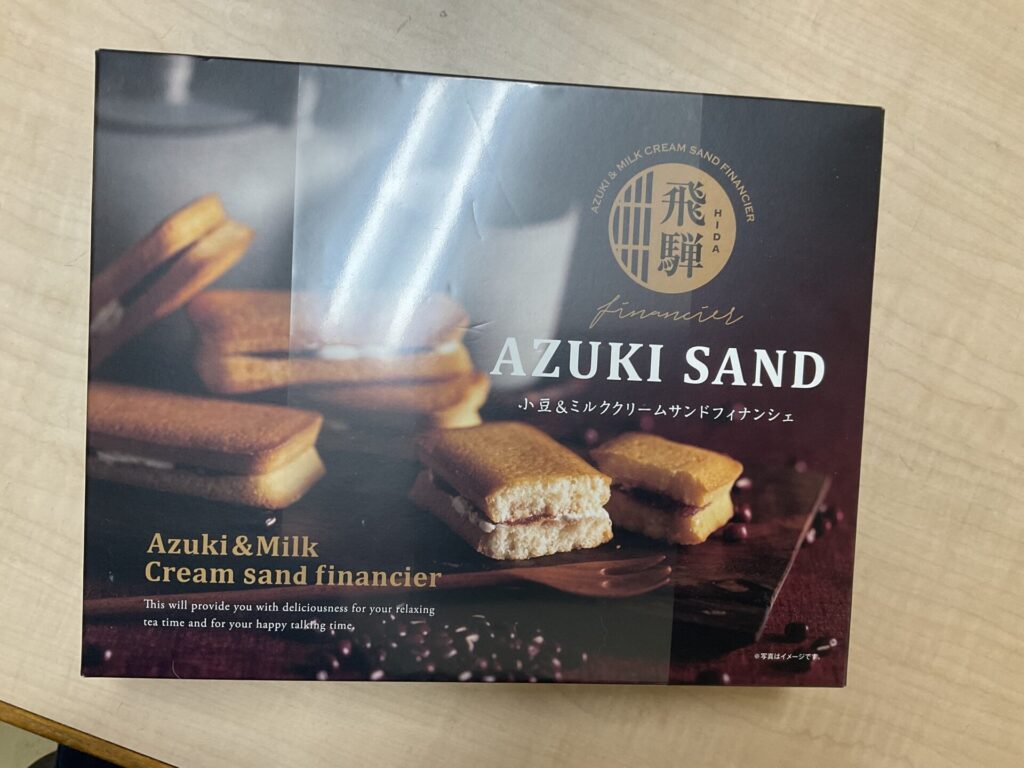 AZUKI & MILK CREAM SAND FINANCIER
飛騨
HIDA
financier
AZUKI SAND
小豆&ミルククリームサンドフィナンシェ
Azuki&Milk
Cream sand financier
This will provide you with deliciousness for your relaxing
tea time and for your happy talking time.
※写真はイメージです。